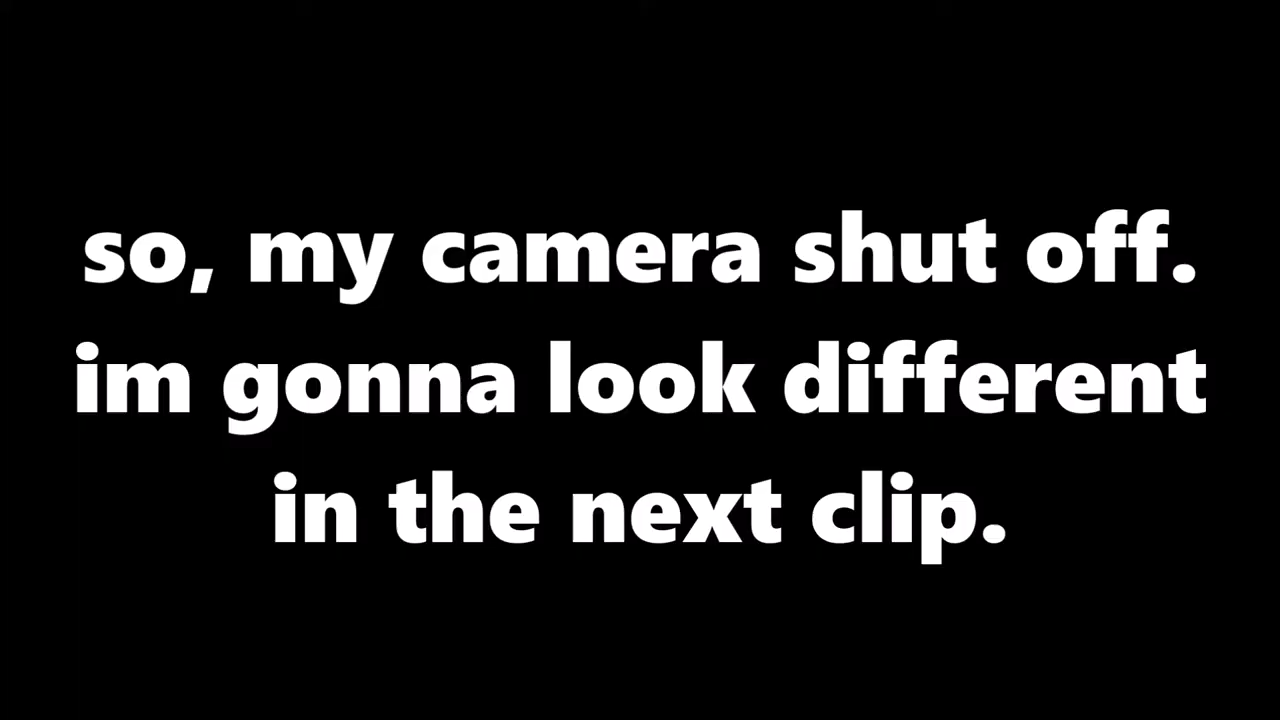 so, my camera shut off.
im gonna look different
in the next clip.